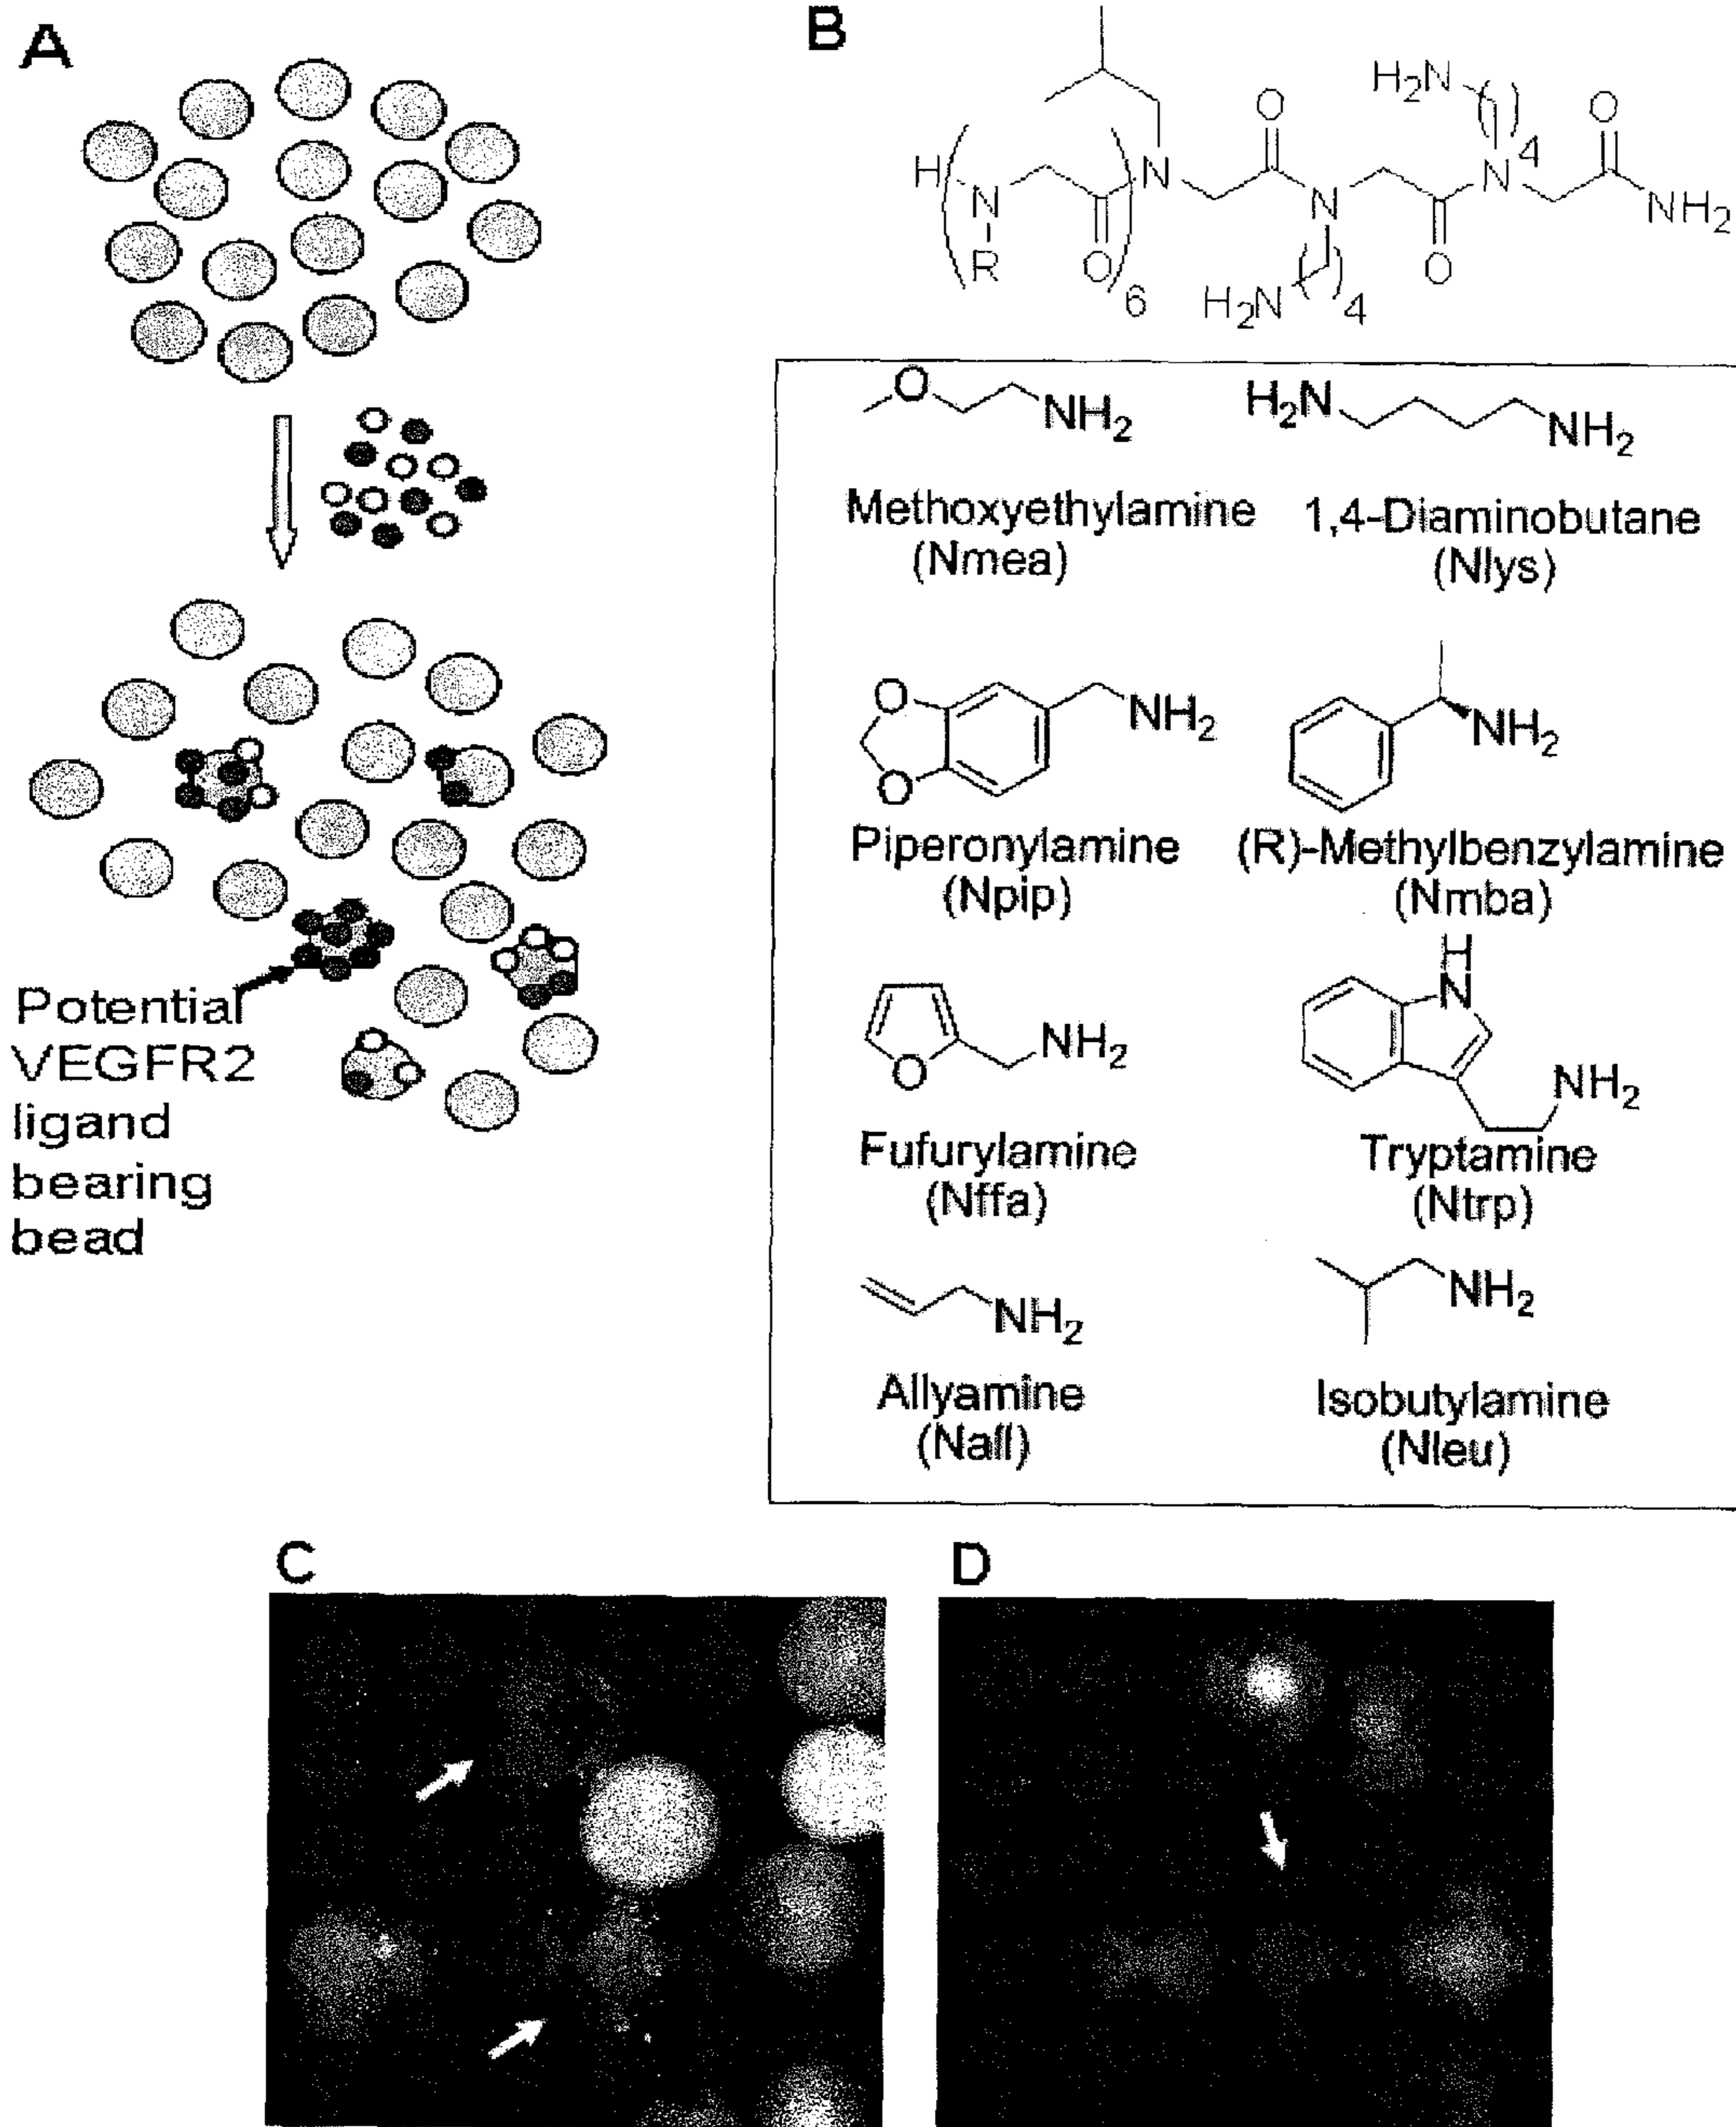 A
B
H
N
R
O
6
N
O
N
H2N
4
O
H2N
4
N
O
NH2
O
NH2
H2N
NH2
Methoxyethylamine
(Nmea)
1,4-Diaminobutane
(Nlys)
O
O
NH2
NH2
Piperonylamine
(Npip)
(R)-Methylbenzylamine
(Nmba)
O
NH2
H
N
NH2
Fufurylamine
(Nffa)
Tryptamine
(Ntrp)
NH2
NH2
Allyamine
(Nall)
Isobutylamine
(Nleu)
Potential
VEGFR2
ligand
bearing
bead
C
D